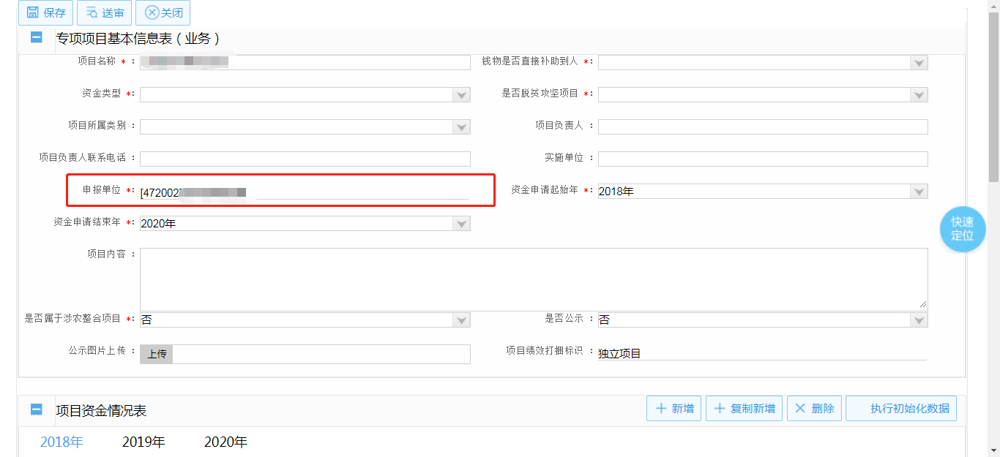 保存 送审 关闭
专项项目基本信息表（业务）
项目名称 *： 钱物是否直接补助到人 *：
资金类型 *： 是否脱贫攻坚项目 *：
项目所属类别 ： 项目负责人 ：
项目负责人联系电话 ： 实施单位 ：
申报单位 *： [472002 资金申请起始年 *： 2018年
资金申请结束年 *： 2020年
快速
定位
项目内容 ：
是否属于涉农整合项目 *： 否 是否公示 ： 否
公示图片上传 ： 上传 项目绩效打捆标识 ： 独立项目
项目资金情况表 新增 复制新增 删除 执行初始化数据
2018年 2019年 2020年